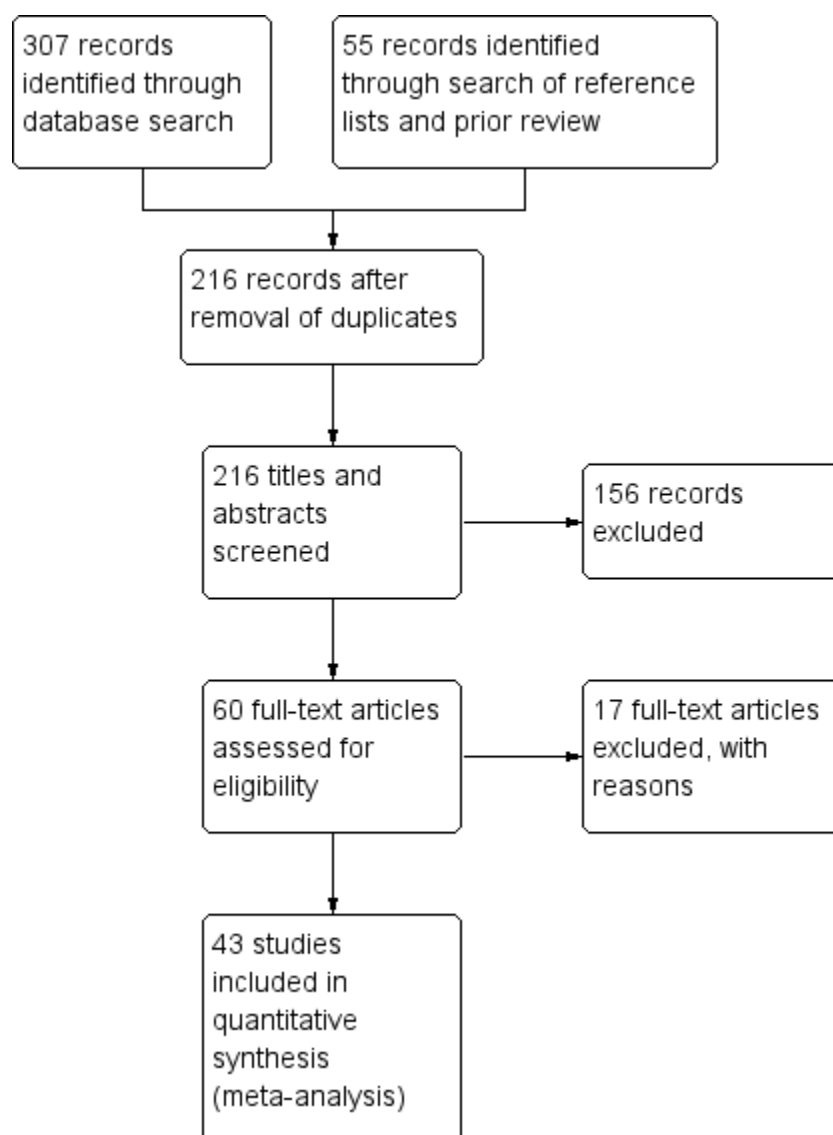 307 records
identified through
database search
55 records identified
through search of reference
lists and prior review
216 records after
removal of duplicates
216 titles and
abstracts
screened
156 records
excluded
60 full-text articles
assessed for
eligibility
17 full-text articles
excluded, with
reasons
43 studies
included in
quantitative
synthesis
(meta-analysis)